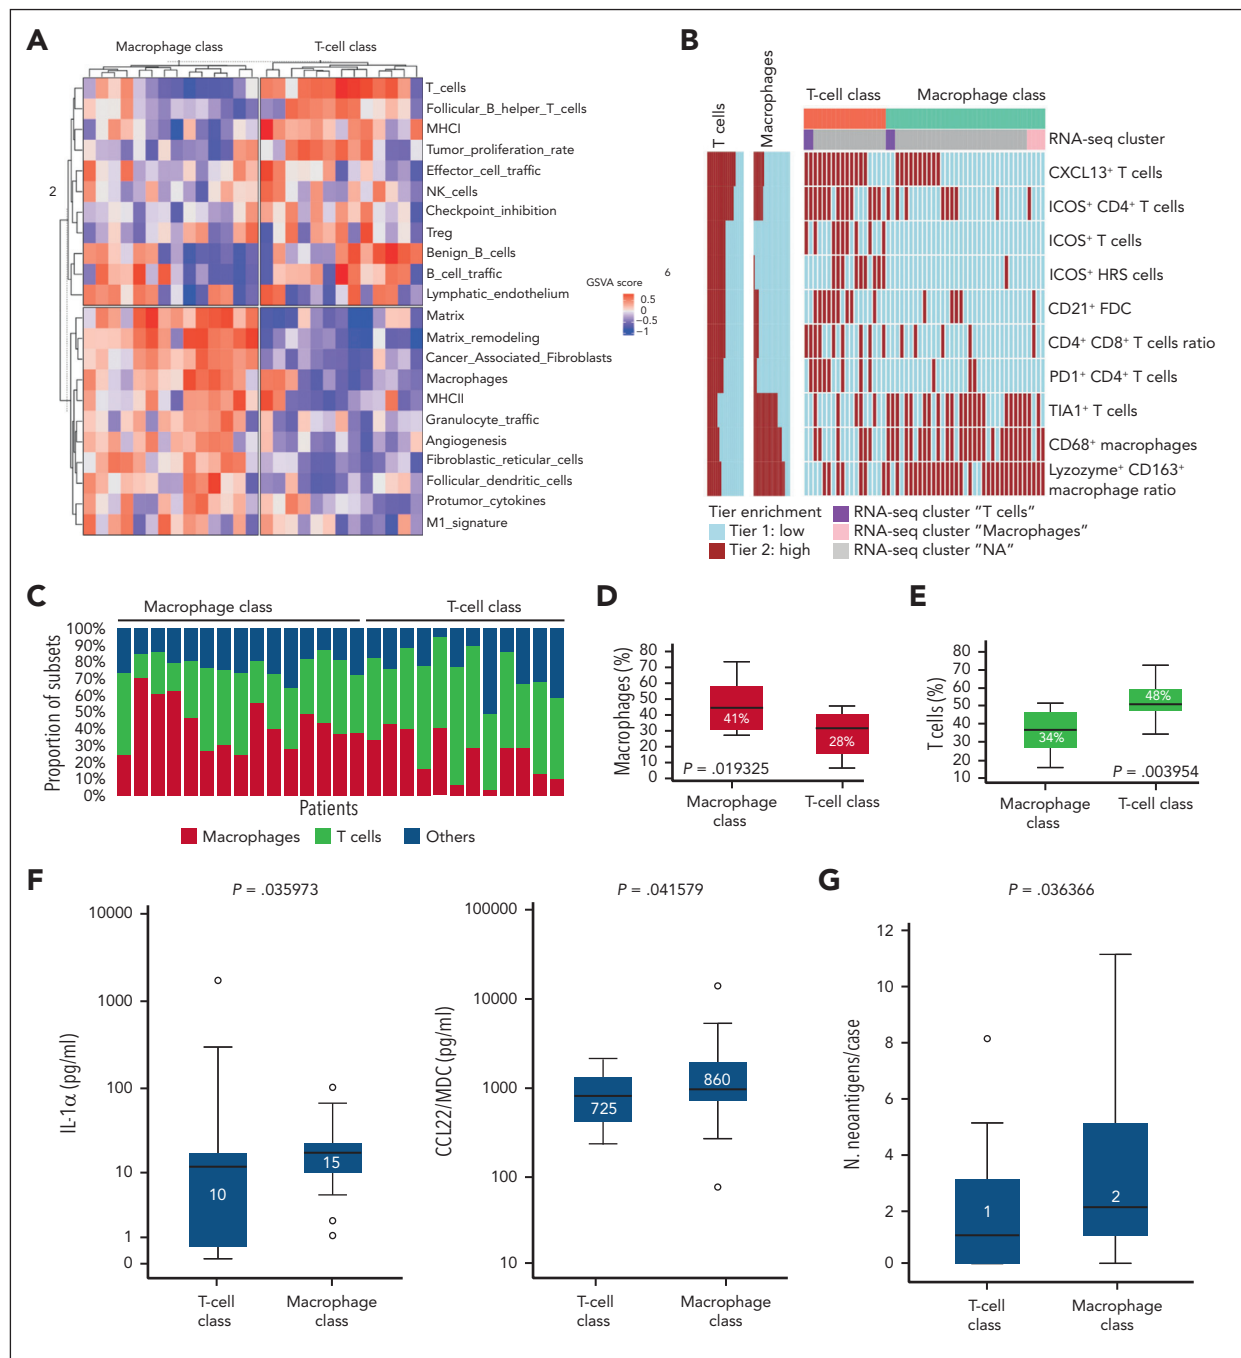 A
Macrophage class
T-cell class
2
T_cells
Follicular_B_helper_T_cells
MHCI
Tumor_proliferation_rate
Effector_cell_traffic
NK_cells
Checkpoint_inhibition
Treg
Benign_B_cells
B_cell_traffic
Lymphatic_endothelium
Matrix
Matrix_remodeling
Cancer_Associated_Fibroblasts
Macrophages
MHCII
Granulocyte_traffic
Angiogenesis
Fibroblastic_reticular_cells
Follicular_dendritic_cells
Protumor_cytokines
M1_signature
6
GSVA score
0.5
0
−0.5
−1
B
T cells
Macrophages
T-cell class
Macrophage class
RNA-seq cluster
CXCL13⁺ T cells
ICOS⁺ CD4⁺ T cells
ICOS⁺ T cells
ICOS⁺ HRS cells
CD21⁺ FDC
CD4⁺ CD8⁺ T cells ratio
PD1⁺ CD4⁺ T cells
TIA1⁺ T cells
CD68⁺ macrophages
Lyzozyme⁺ CD163⁺
macrophage ratio
Tier enrichment
Tier 1: low
Tier 2: high
RNA-seq cluster "T cells"
RNA-seq cluster "Macrophages"
RNA-seq cluster "NA"
C
Macrophage class
T-cell class
Proportion of subsets
100%
90%
80%
70%
60%
50%
40%
30%
20%
10%
0%
Patients
Macrophages
T cells
Others
D
Macrophages (%)
80
70
60
50
40
30
20
10
0
41%
28%
P = .019325
Macrophage
class
T-cell class
E
T cells (%)
80
70
60
50
40
30
20
10
34%
48%
P = .003954
Macrophage
class
T-cell class
F
P = .035973
IL-1α (pg/ml)
10000
1000
100
10
1
0
10
15
T-cell
class
Macrophage
class
P = .041579
CCL22/MDC (pg/ml)
100000
10000
1000
100
10
725
860
T-cell
class
Macrophage
class
G
P = .036366
N. neoantigens/case
12
10
8
6
4
2
0
1
2
T-cell
class
Macrophage
class